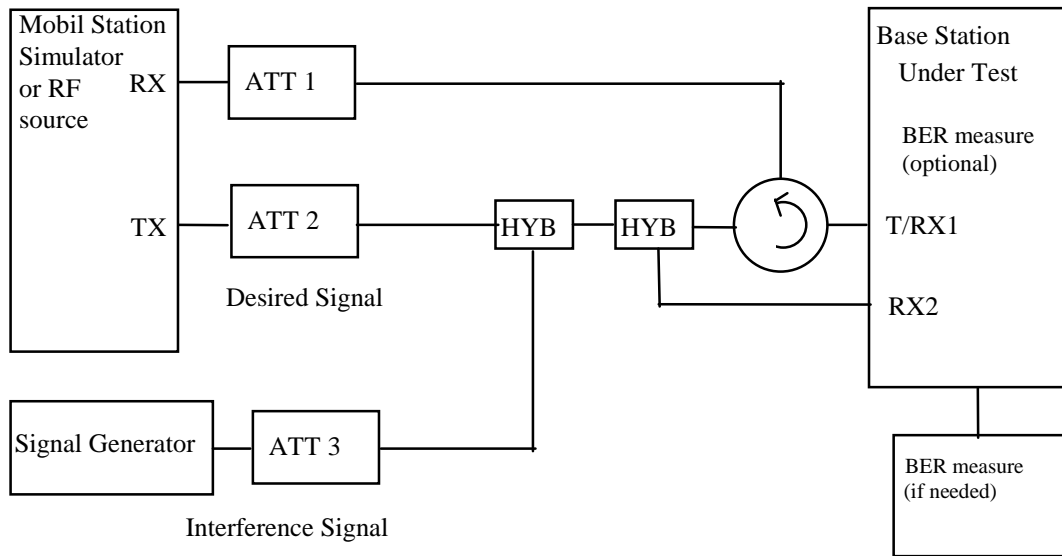 Mobil Station
Simulator
or RF
source
RX
TX
ATT 1
ATT 2
Desired Signal
HYB
HYB
Base Station
Under Test
BER measure
(optional)
T/RX1
RX2
Signal Generator
ATT 3
Interference Signal
BER measure
(if needed)